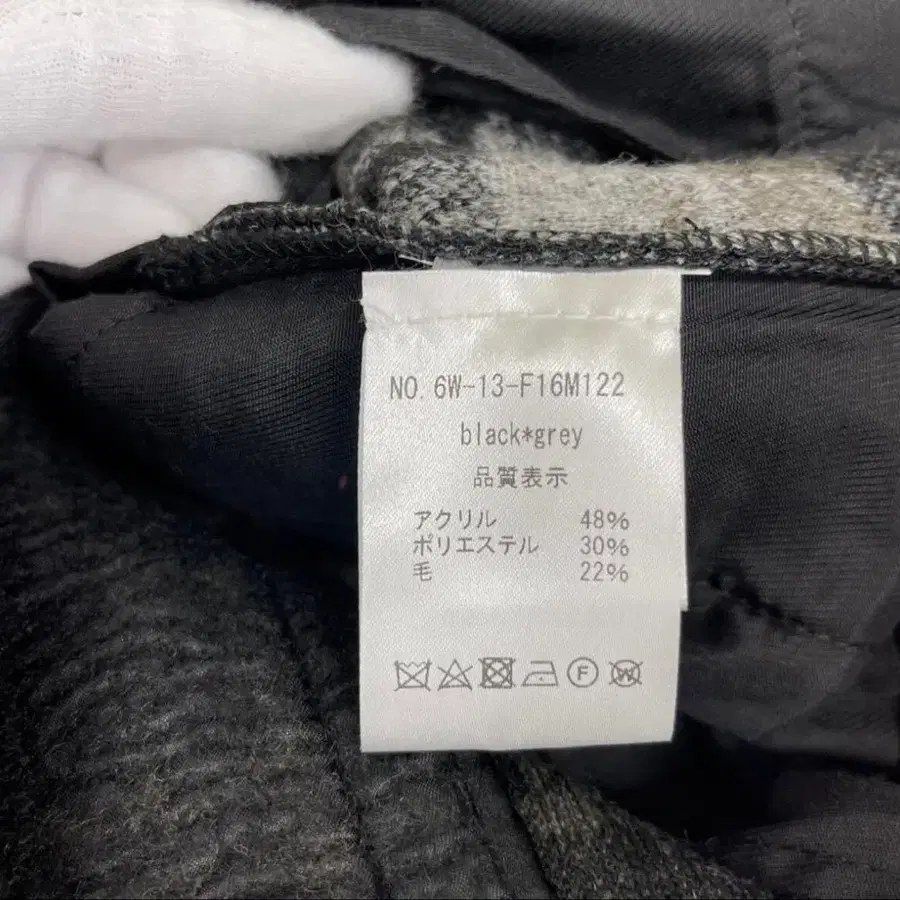 NO. 6W-13-F16M122
black*grey
品質表示
アクリル 48%
ポリエステル 30%
毛 22%
F W